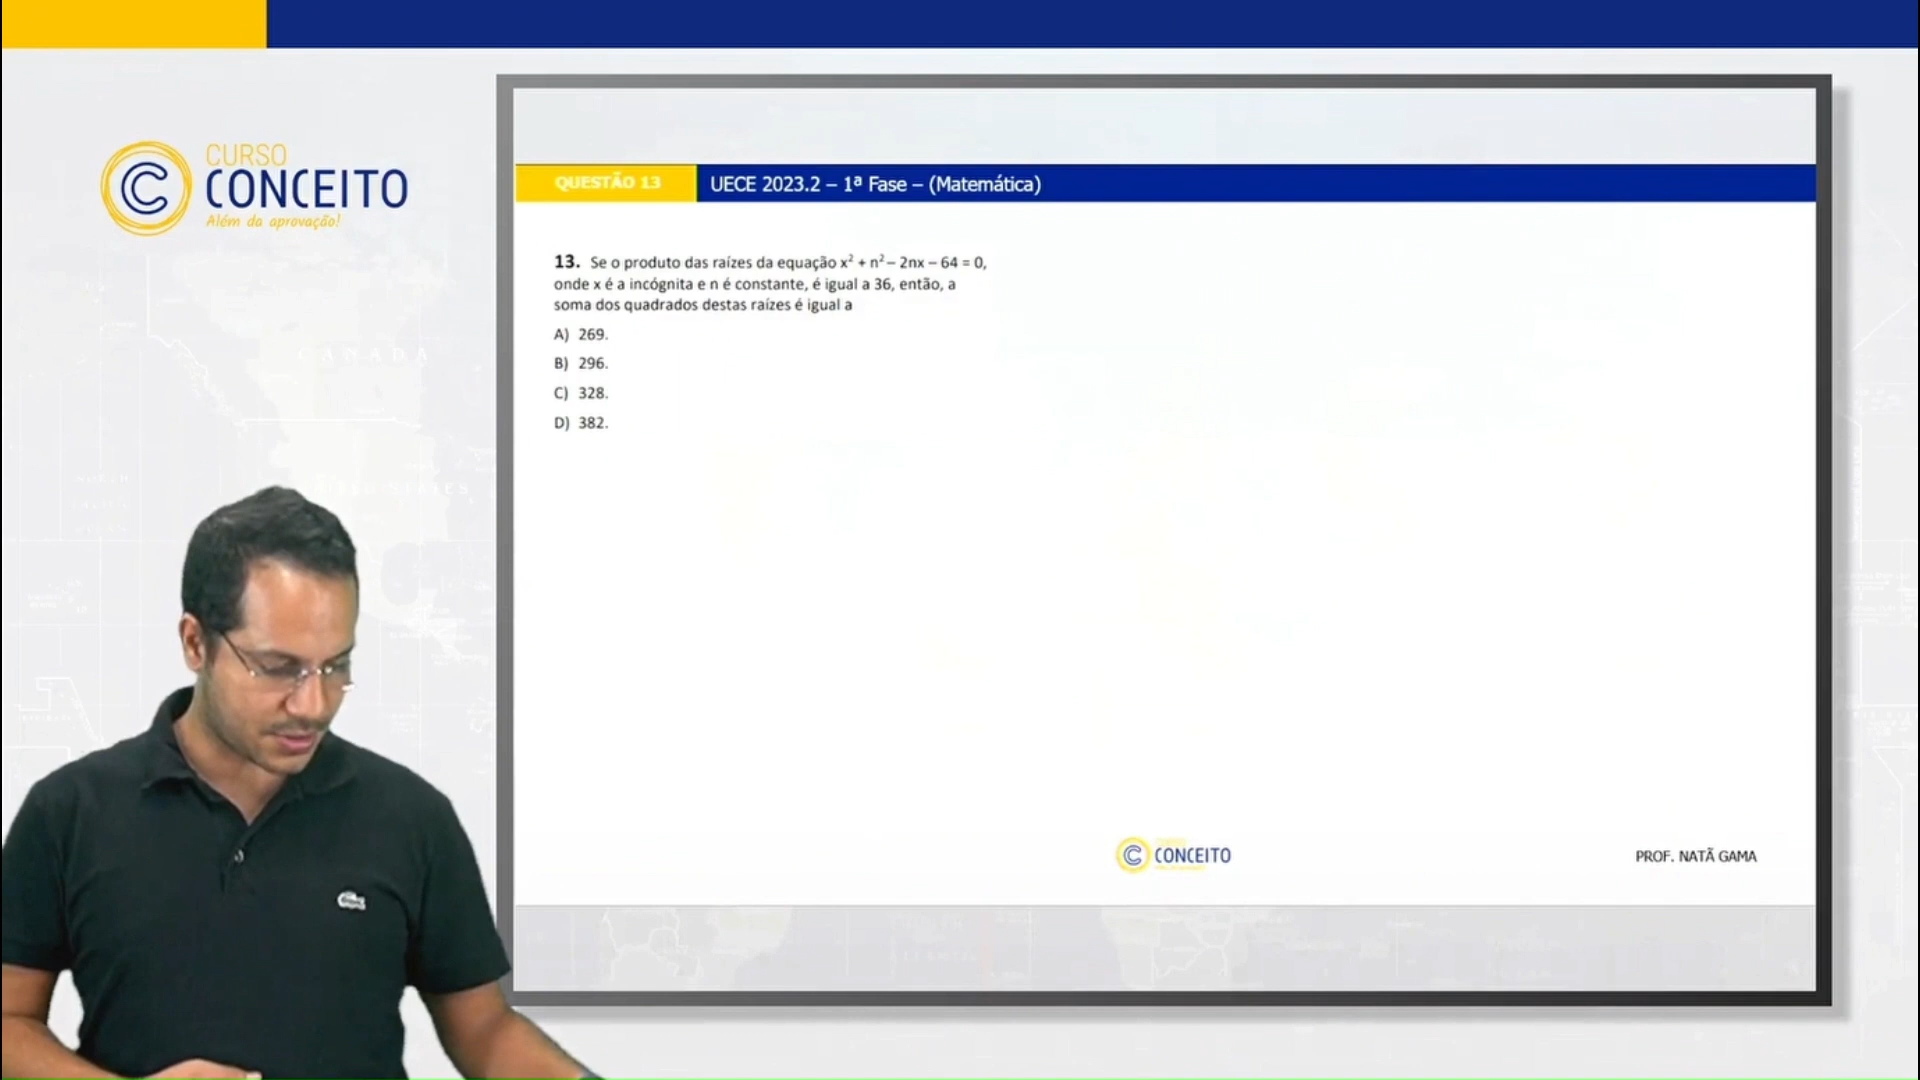 CURSO
CONCEITO
Além da aprovação!
QUESTÃO 13
UECE 2023.2 – 1ª Fase – (Matemática)
13. Se o produto das raízes da equação x² + n² – 2nx – 64 = 0,
onde x é a incógnita e n é constante, é igual a 36, então, a
soma dos quadrados destas raízes é igual a
A) 269.
B) 296.
C) 328.
D) 382.
CANADA
CONCEITO
PROF. NATÃ GAMA